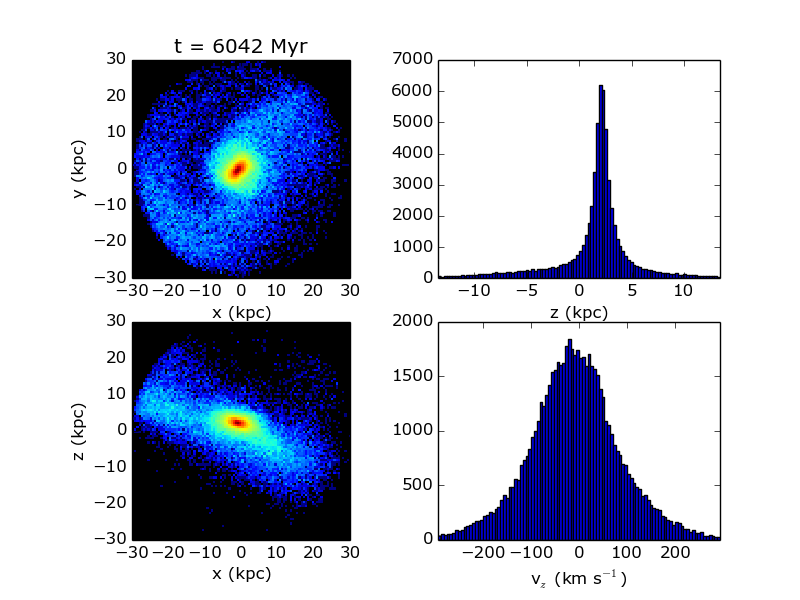 t = 6042 Myr
30
20
10
0
−10
−20
−30
y (kpc)
−30 −20 −10 0 10 20 30
x (kpc)
7000
6000
5000
4000
3000
2000
1000
0
−10 −5 0 5 10
z (kpc)
30
20
10
0
−10
−20
−30
z (kpc)
−30 −20 −10 0 10 20 30
x (kpc)
2000
1500
1000
500
0
−200 −100 0 100 200
v_z (km s⁻¹)